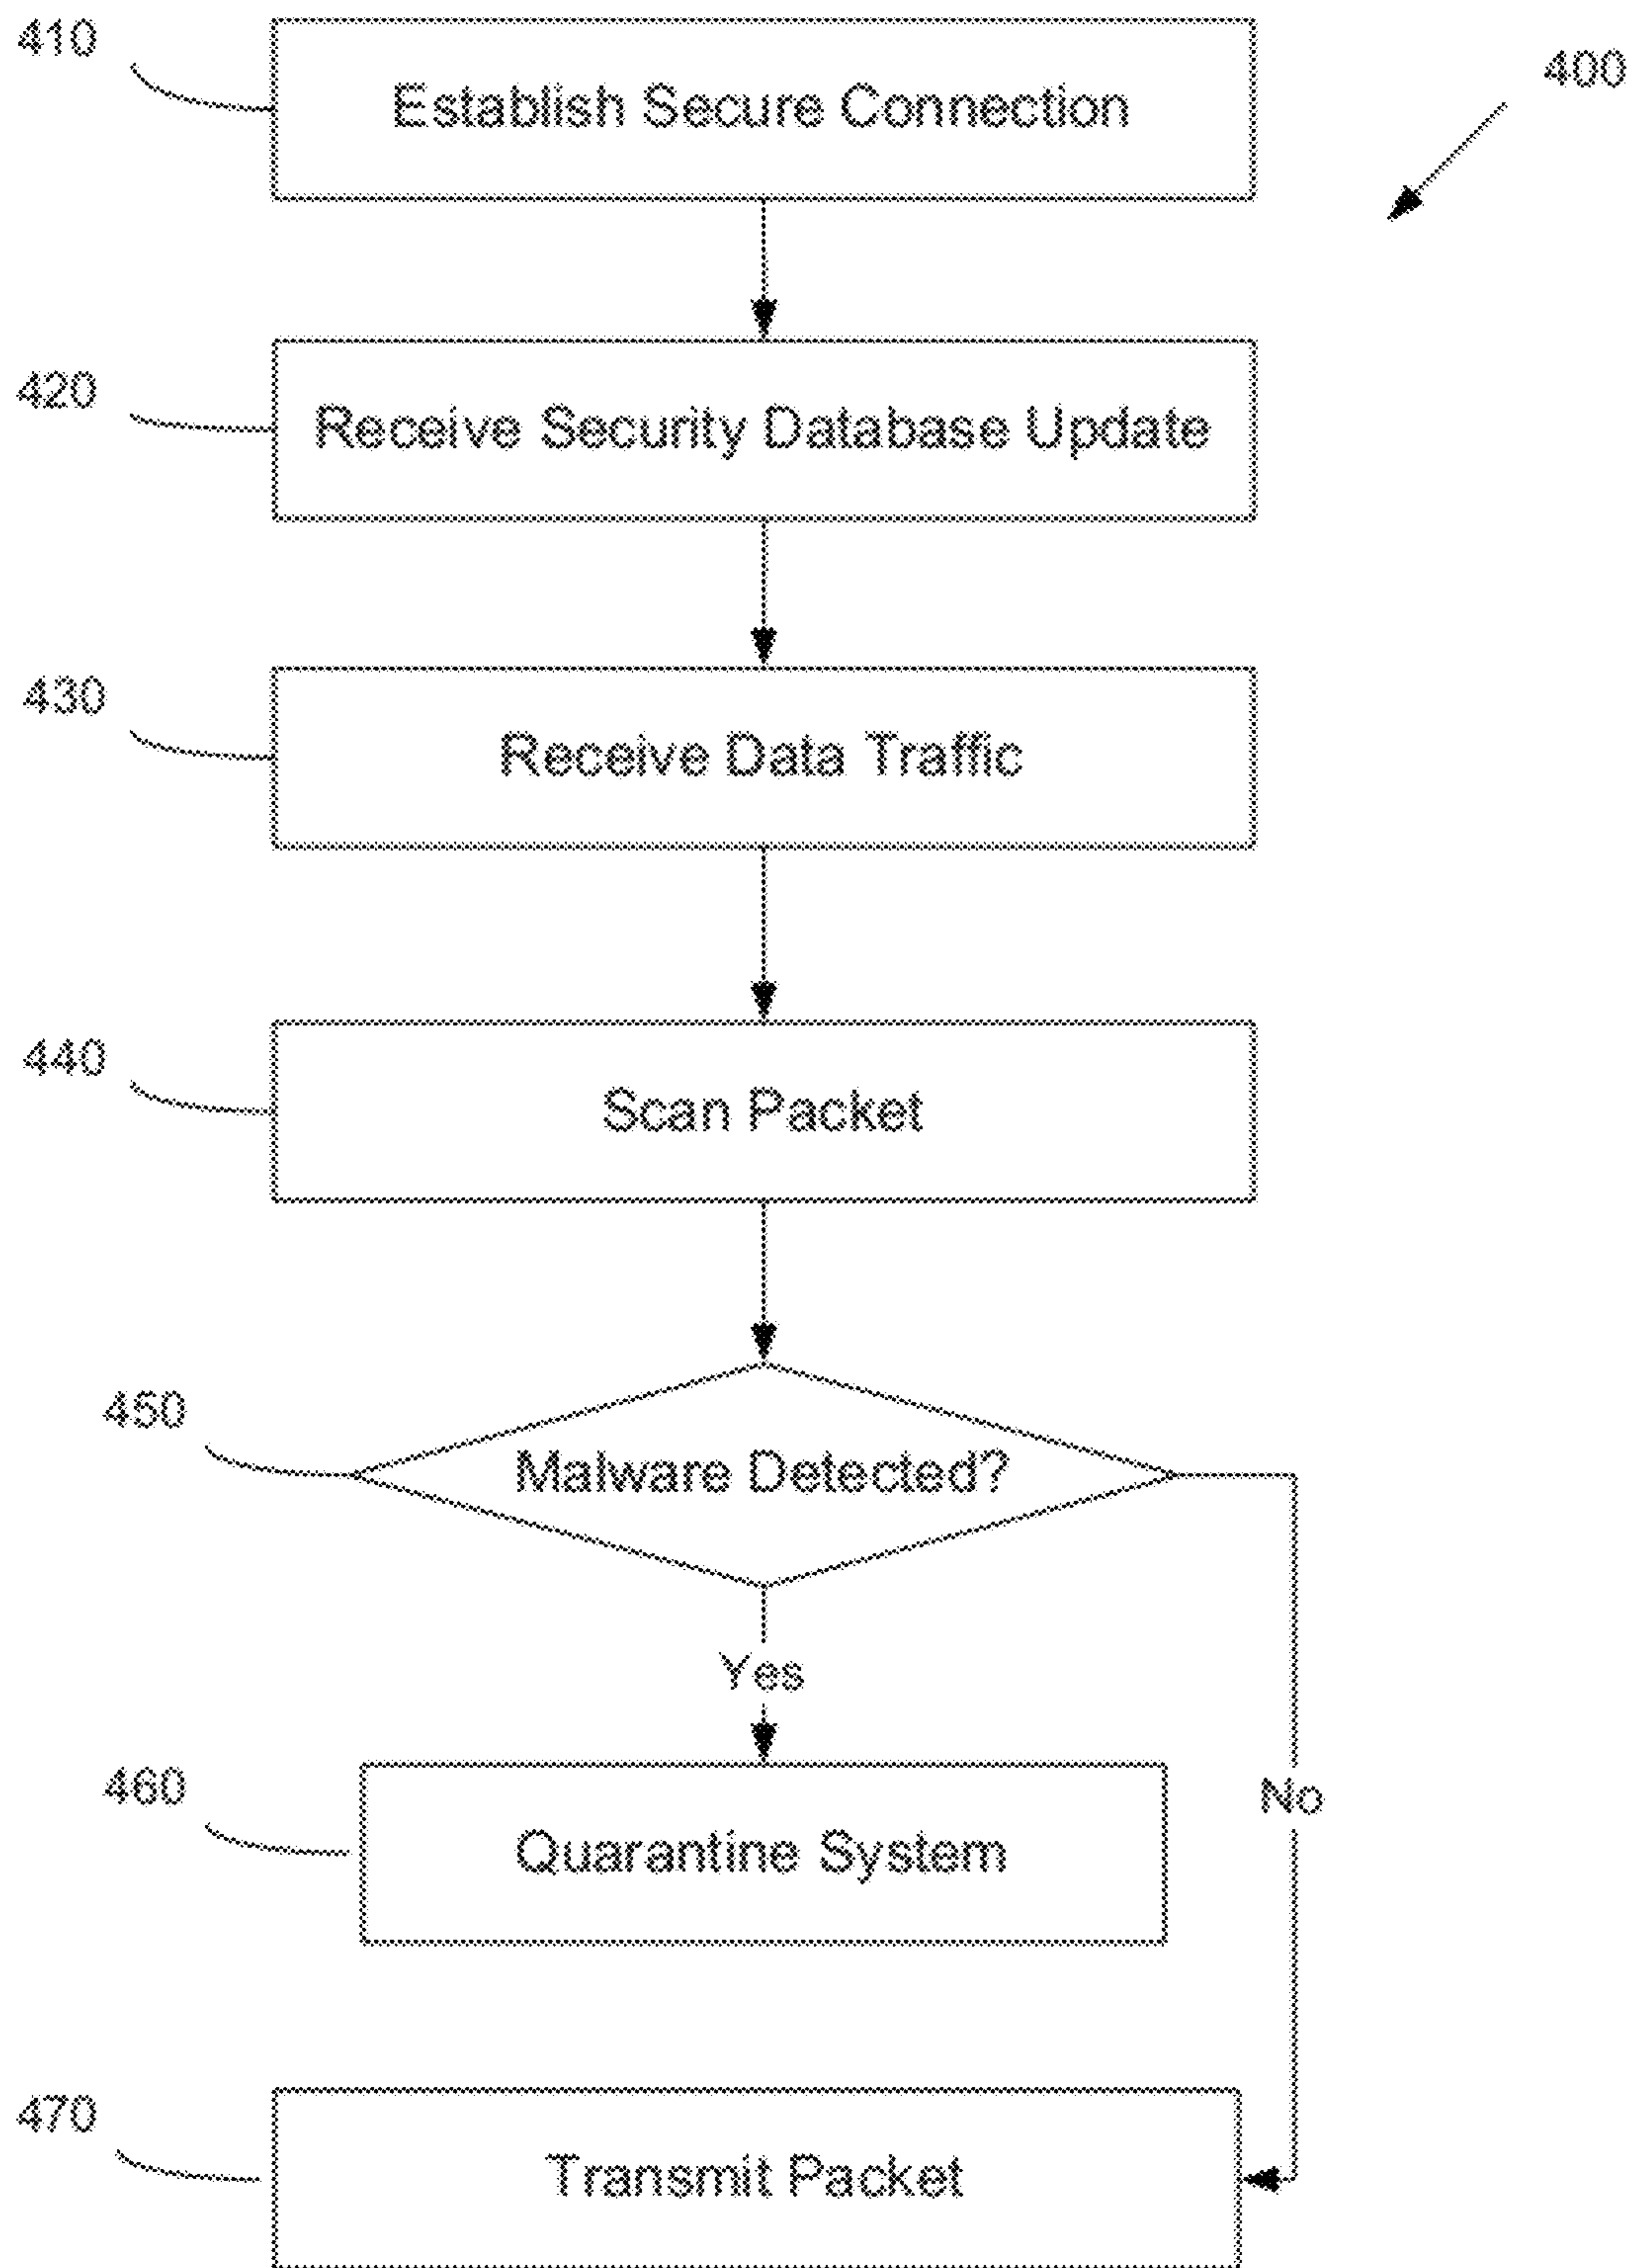 410
Establish Secure Connection
400
420
Receive Security Database Update
430
Receive Data Traffic
440
Scan Packet
450
Malware Detected?
Yes
460
Quarantine System
No
470
Transmit Packet